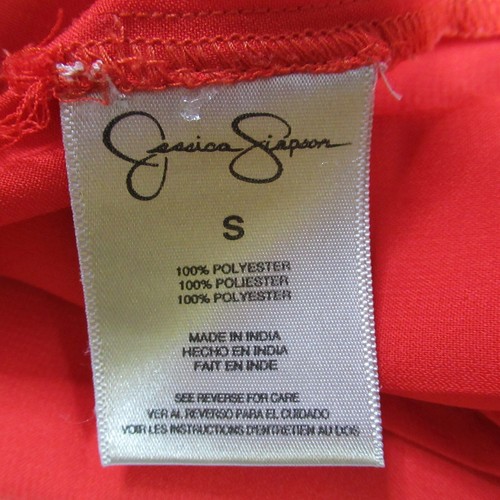 Jessica Simpson
S
100% POLYESTER
100% POLIESTER
100% POLYESTER
MADE IN INDIA
HECHO EN INDIA
FAIT EN INDE
SEE REVERSE FOR CARE
VER AL REVERSO PARA EL CUIDADO
VOIR LES INSTRUCTIONS D'ENTRETIEN AU DOS